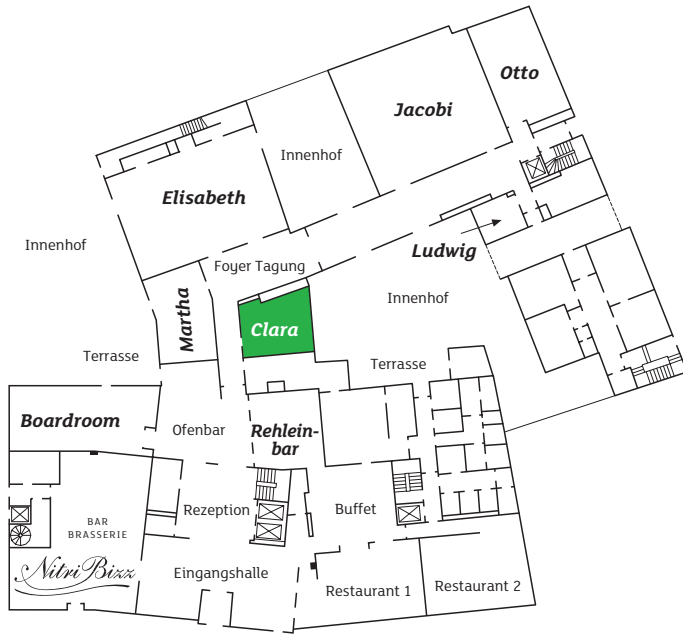 Otto
Jacobi
Innenhof
Elisabeth
Innenhof
Ludwig
Foyer Tagung
Innenhof
Martha
Clara
Terrasse
Terrasse
Boardroom
Ofenbar
Rehlein-
bar
Rezeption
Buffet
BAR
BRASSERIE
NitriBizz
Eingangshalle
Restaurant 1
Restaurant 2